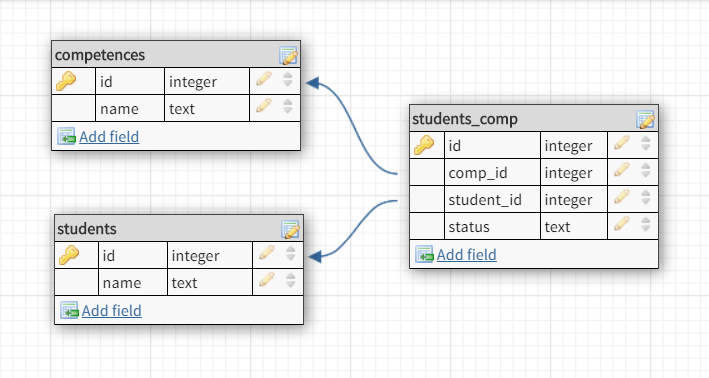 competences
id integer
name text
Add field
students_comp
id integer
comp_id integer
student_id integer
status text
Add field
students
id integer
name text
Add field